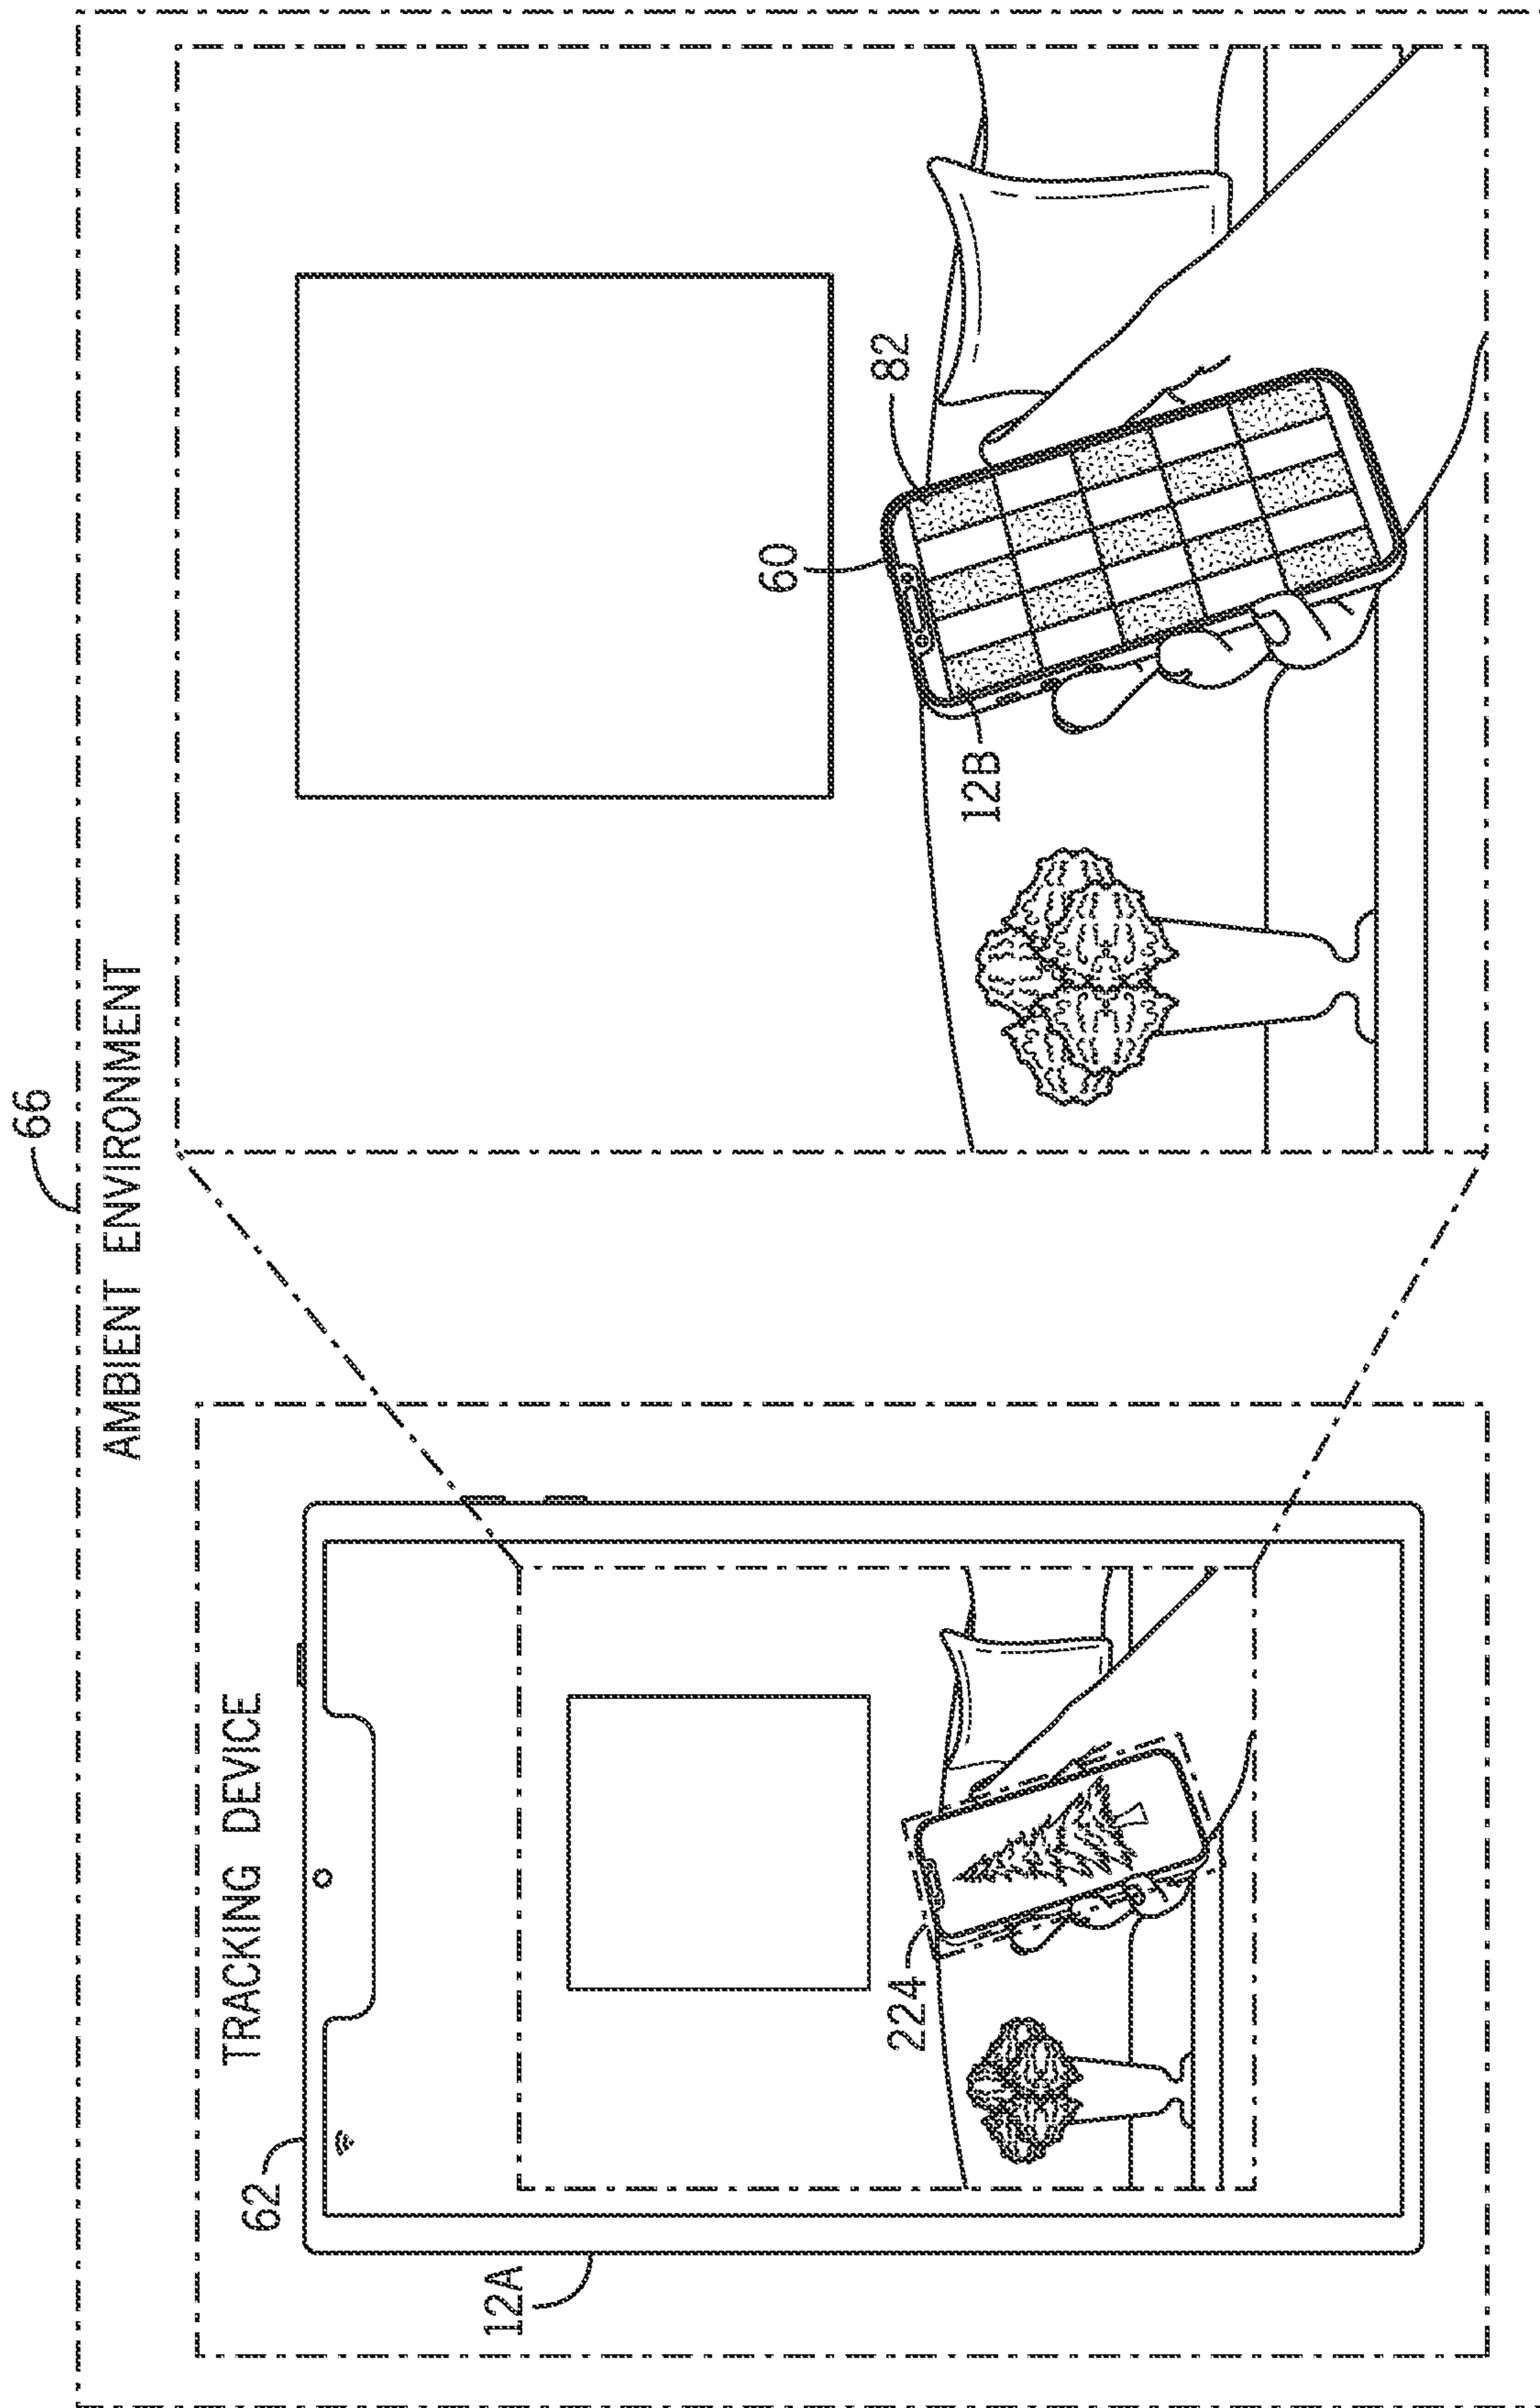 66
AMBIENT ENVIRONMENT
TRACKING DEVICE
62
12A
224
60
82
12B